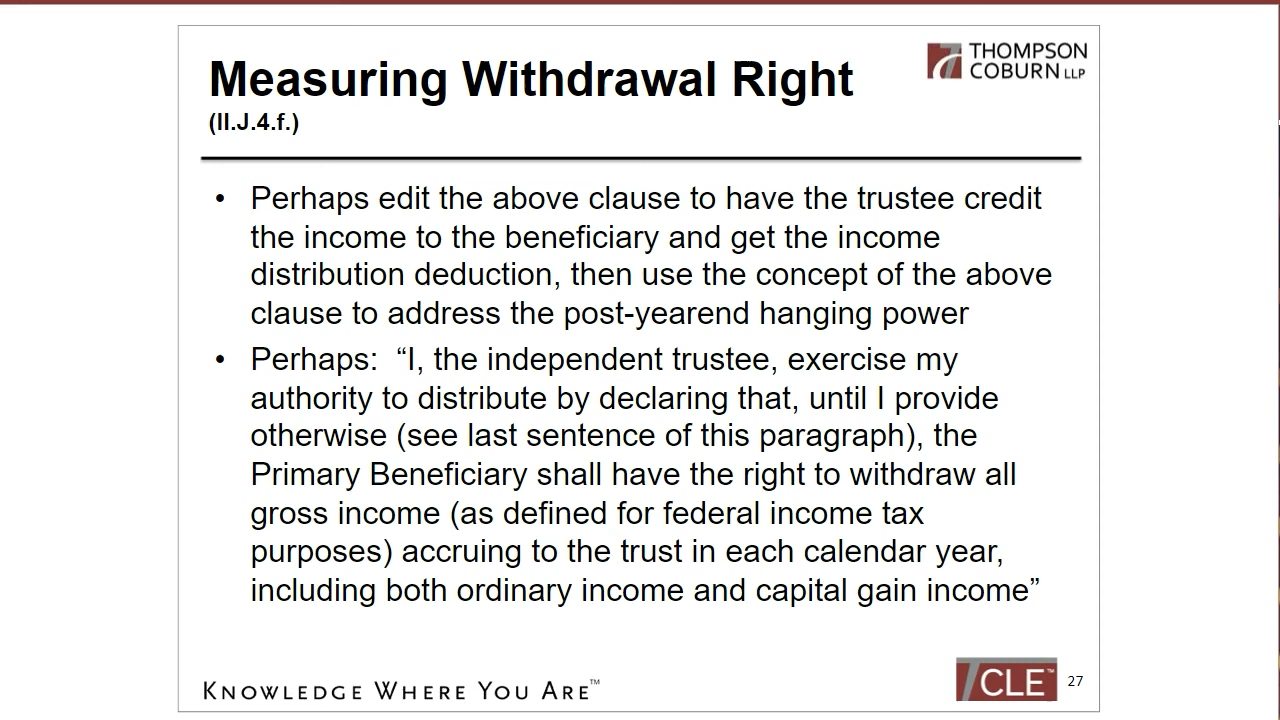 THOMPSON
COBURN LLP
Measuring Withdrawal Right
(II.J.4.f.)
• Perhaps edit the above clause to have the trustee credit
the income to the beneficiary and get the income
distribution deduction, then use the concept of the above
clause to address the post-yearend hanging power
• Perhaps: “I, the independent trustee, exercise my
authority to distribute by declaring that, until I provide
otherwise (see last sentence of this paragraph), the
Primary Beneficiary shall have the right to withdraw all
gross income (as defined for federal income tax
purposes) accruing to the trust in each calendar year,
including both ordinary income and capital gain income”
KNOWLEDGE WHERE YOU ARE™
CLE™
27